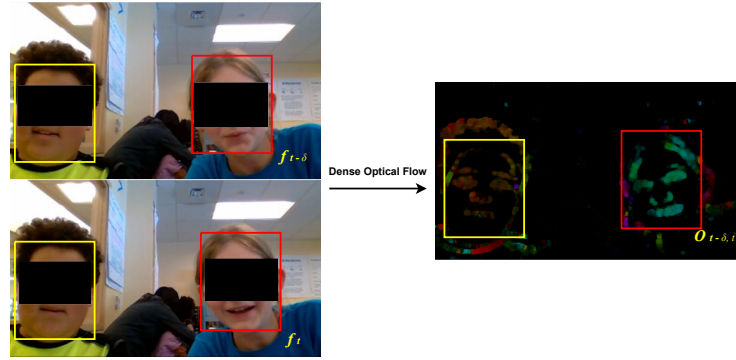 f t - δ
Dense Optical Flow
O t - δ, t
f t